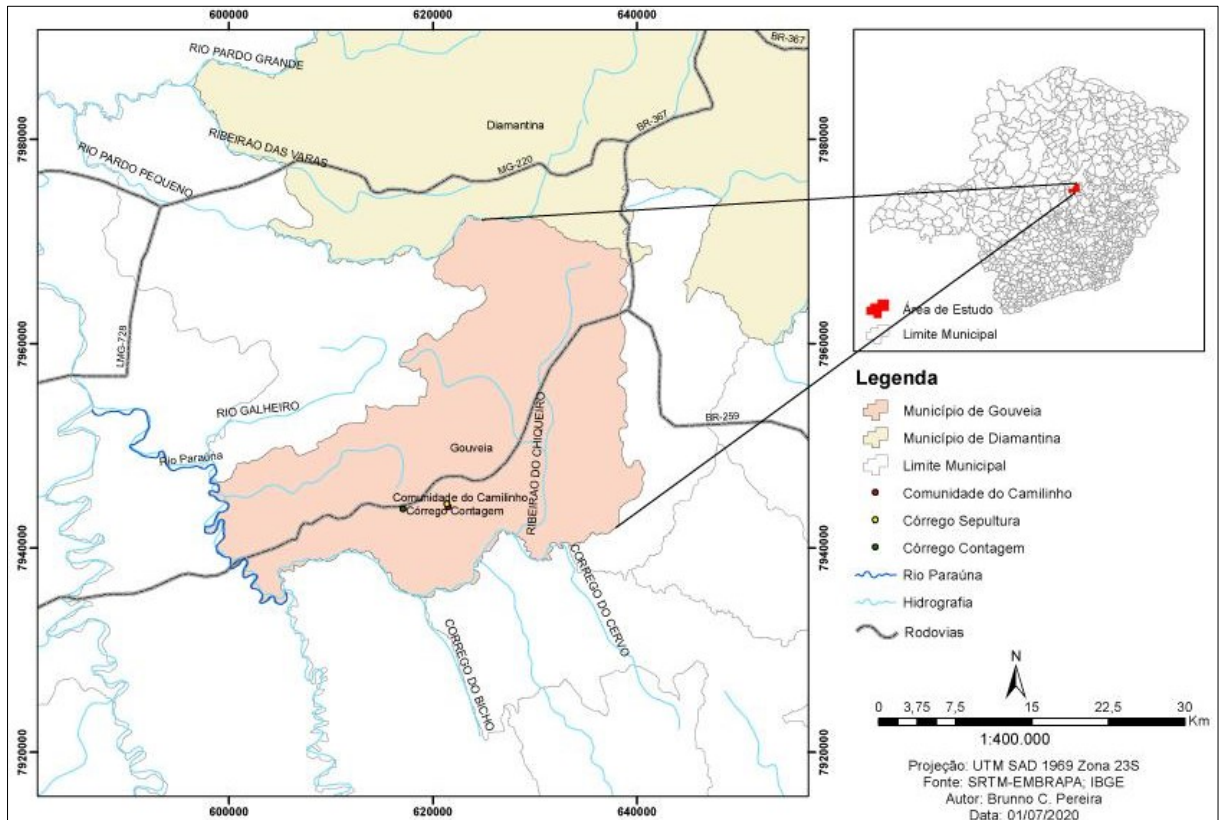 600000
620000
640000
BR-367
RIO PARDO GRANDE
Diamantina
BR-367
7980000
7980000
RIBEIRAO DAS VARAS
MG-220
RIO PARDO PEQUENO
LMG-728
7960000
7960000
RIO GALHEIRO
BR-259
Rio Paraúna
Gouveia
RIBEIRAO DO CHIQUEIRO
Comunidade do Camilinho
Córrego Contagem
7940000
7940000
CORREGO DO CERVO
CORREGO DO BICHO
7920000
7920000
600000
620000
640000
Área de Estudo
Limite Municipal
Legenda
Município de Gouveia
Município de Diamantina
Limite Municipal
Comunidade do Camilinho
Córrego Sepultura
Córrego Contagem
Rio Paraúna
Hidrografia
Rodovias
N
0 3,75 7,5 15 22,5 30
Km
1:400.000
Projeção: UTM SAD 1969 Zona 23S
Fonte: SRTM-EMBRAPA; IBGE
Autor: Brunno C. Pereira
Data: 01/07/2020